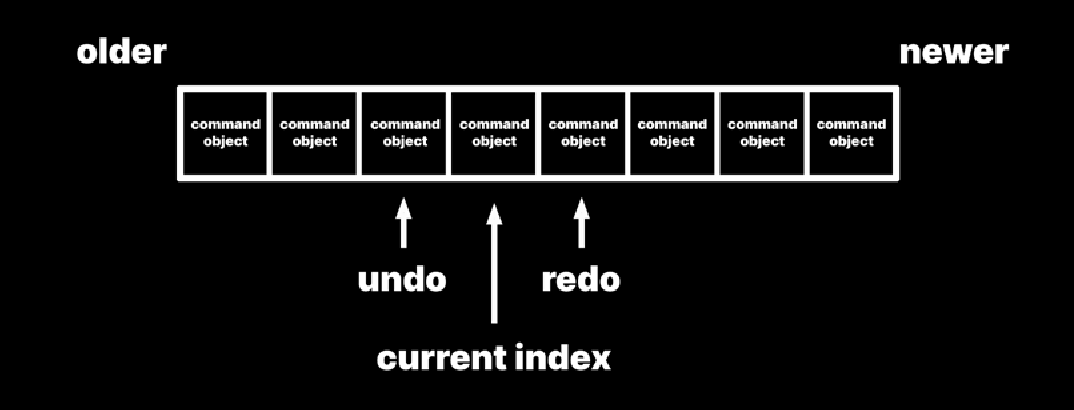 older
newer
command object
command object
command object
command object
command object
command object
command object
command object
undo
redo
current index